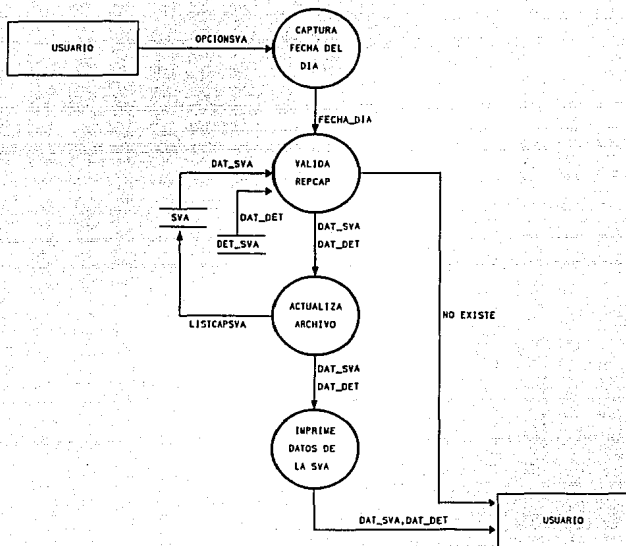 USUARIO
OPCIONSVA
CAPTURA
FECHA DEL
DIA
FECHA_DIA
VALIDA
REPCAP
DAT_SVA
SVA
DAT_DET
DET_SVA
DAT_SVA
DAT_DET
ACTUALIZA
ARCHIVO
LISTCAPSVA
NO EXISTE
DAT_SVA
DAT_DET
IMPRIME
DATOS DE
LA SVA
DAT_SVA,DAT_DET
USUARIO